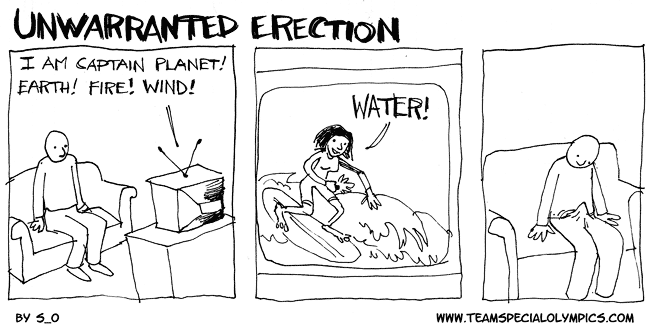 UNWARRANTED ERECTION
I AM CAPTAIN PLANET!
EARTH! FIRE! WIND!
WATER!
BY S_O
WWW.TEAMSPECIALOLYMPICS.COM